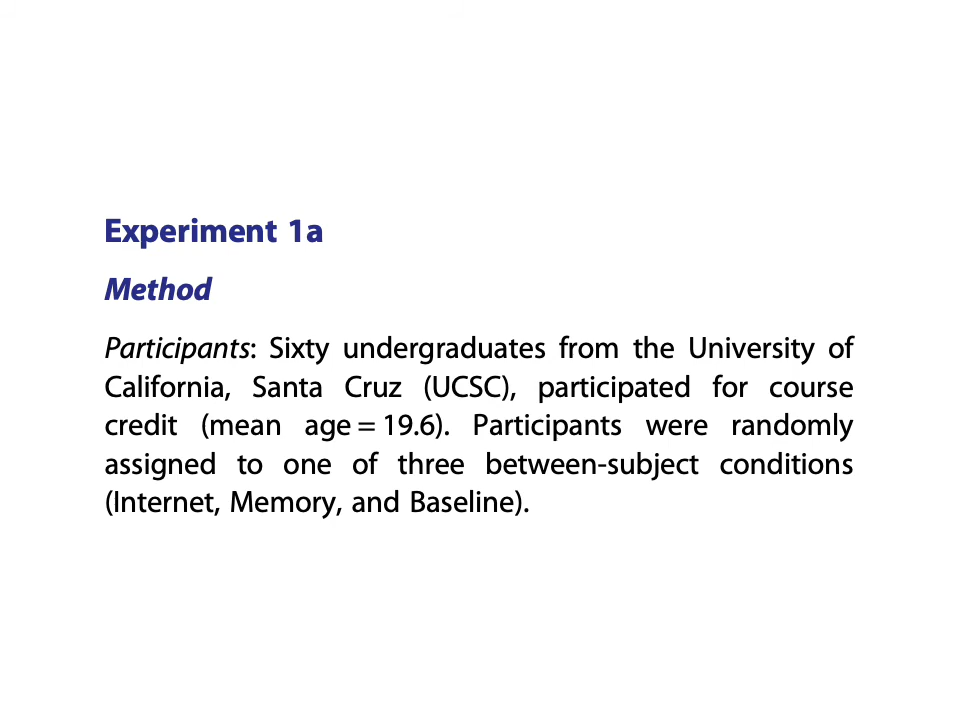 Experiment 1a
Method
Participants: Sixty undergraduates from the University of
California, Santa Cruz (UCSC), participated for course
credit (mean age = 19.6). Participants were randomly
assigned to one of three between-subject conditions
(Internet, Memory, and Baseline).